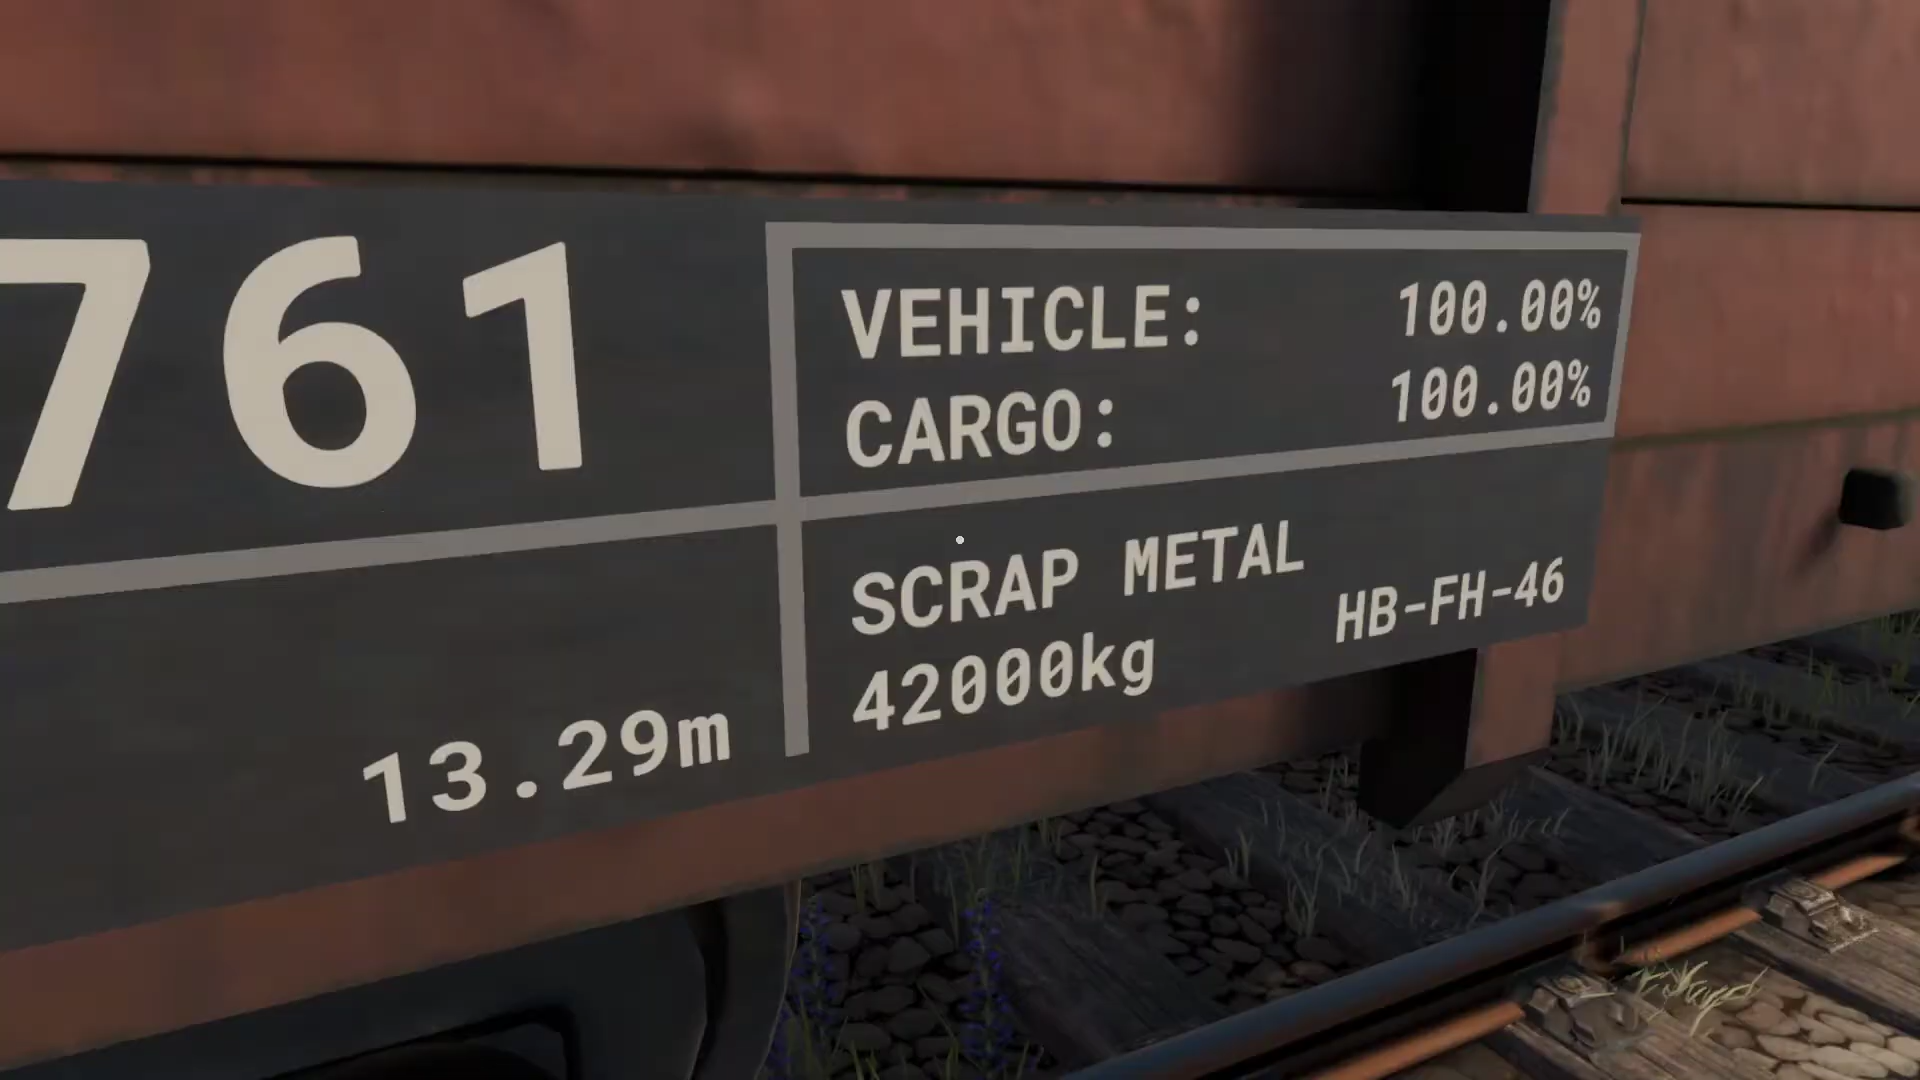 761
VEHICLE: 100.00%
CARGO: 100.00%
13.29m
SCRAP METAL
42000kg
HB-FH-46